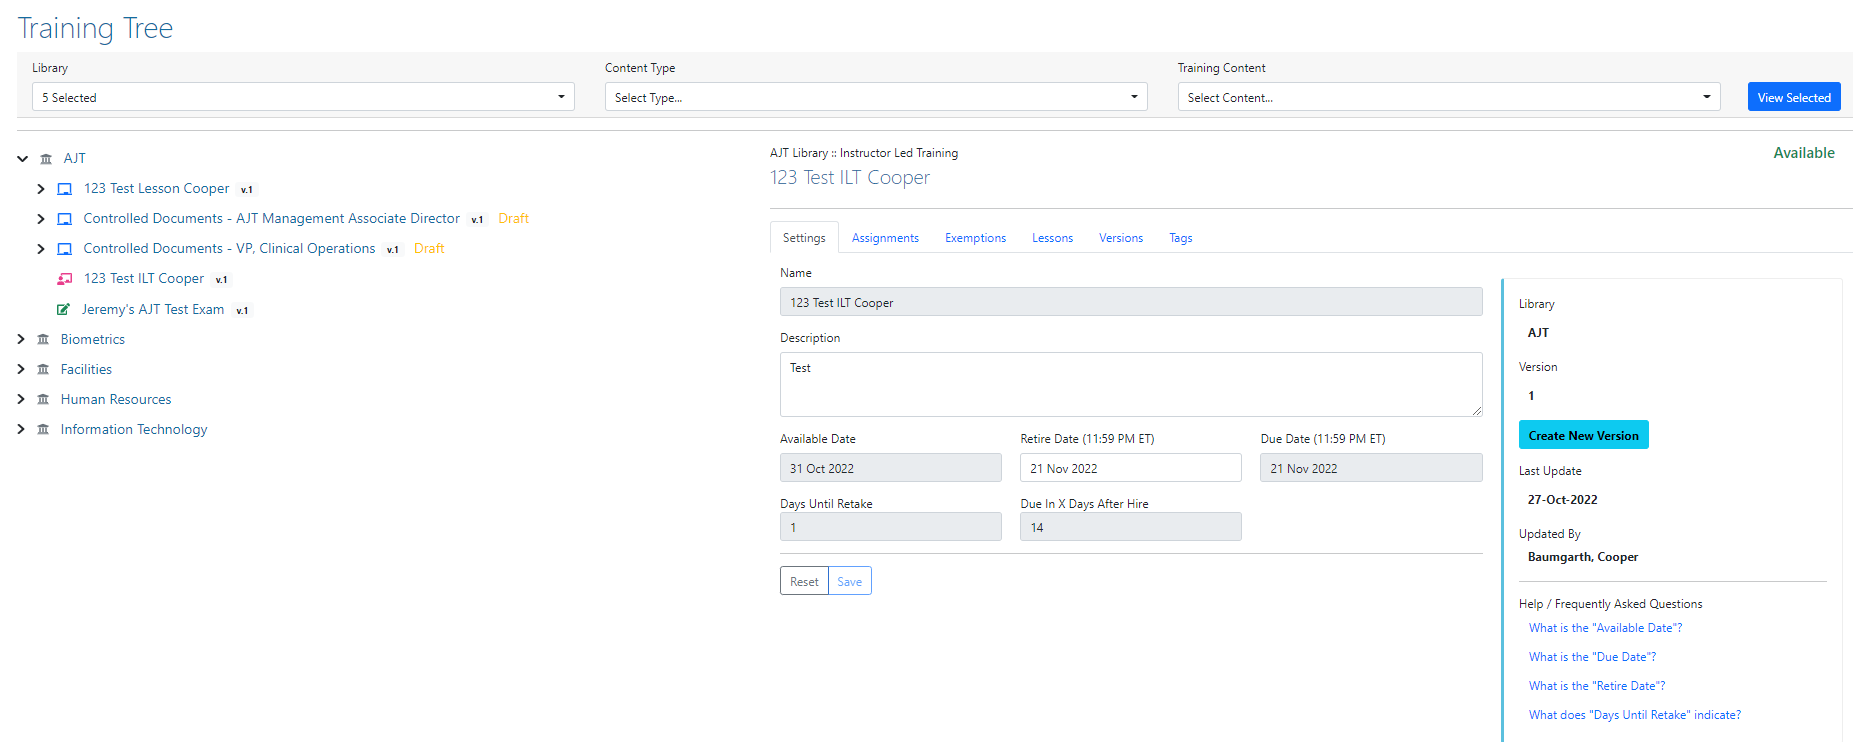 Training Tree
Library
5 Selected
Content Type
Select Type...
Training Content
Select Content...
View Selected
AJT
123 Test Lesson Cooper v.1
Controlled Documents - AJT Management Associate Director v.1 Draft
Controlled Documents - VP, Clinical Operations v.1 Draft
123 Test ILT Cooper v.1
Jeremy's AJT Test Exam v.1
Biometrics
Facilities
Human Resources
Information Technology
AJT Library :: Instructor Led Training
Available
123 Test ILT Cooper
Settings Assignments Exemptions Lessons Versions Tags
Name
123 Test ILT Cooper
Description
Test
Available Date
31 Oct 2022
Retire Date (11:59 PM ET)
21 Nov 2022
Due Date (11:59 PM ET)
21 Nov 2022
Days Until Retake
1
Due In X Days After Hire
14
Reset Save
Library
AJT
Version
1
Create New Version
Last Update
27-Oct-2022
Updated By
Baumgarth, Cooper
Help / Frequently Asked Questions
What is the "Available Date"?
What is the "Due Date"?
What is the "Retire Date"?
What does "Days Until Retake" indicate?